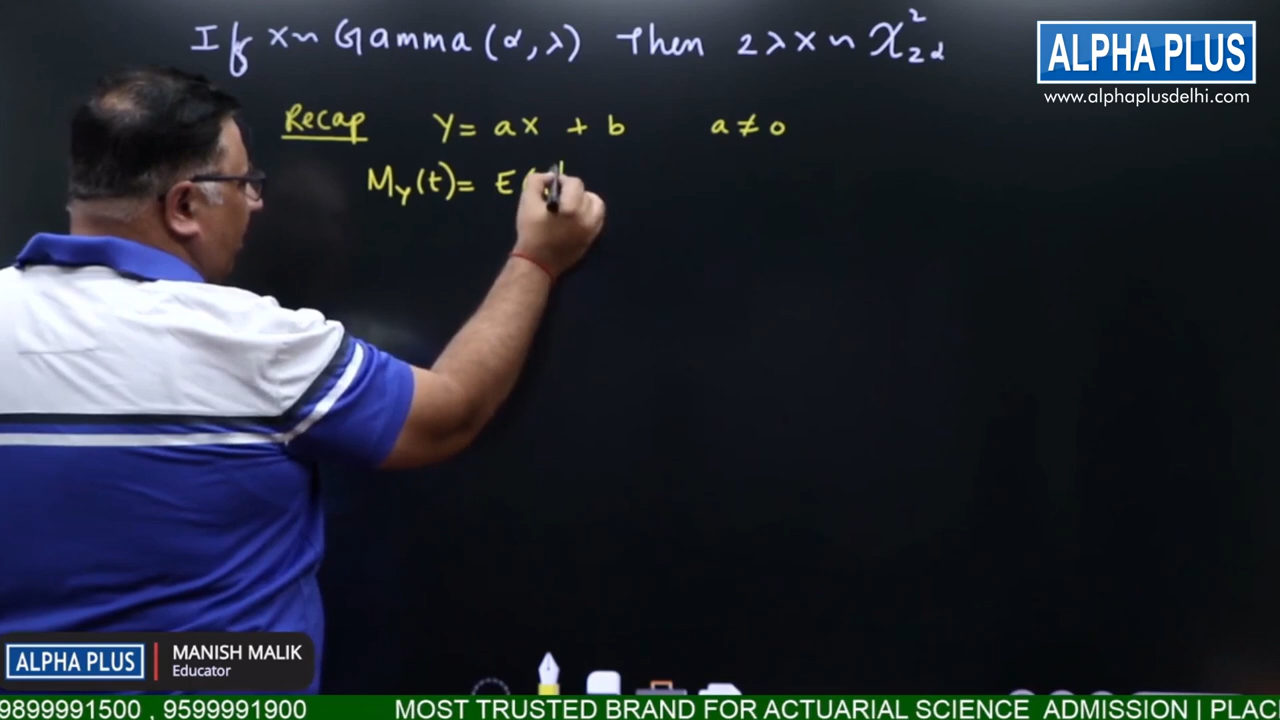 If x~ Gamma (α, λ) Then 2λx ~ χ²₂α
ALPHA PLUS
www.alphaplusdelhi.com
Recap Y= ax + b a ≠ 0
M_Y(t)= E(
ALPHA PLUS
MANISH MALIK
Educator
9899991500 , 9599991900 MOST TRUSTED BRAND FOR ACTUARIAL SCIENCE ADMISSION | PLAC